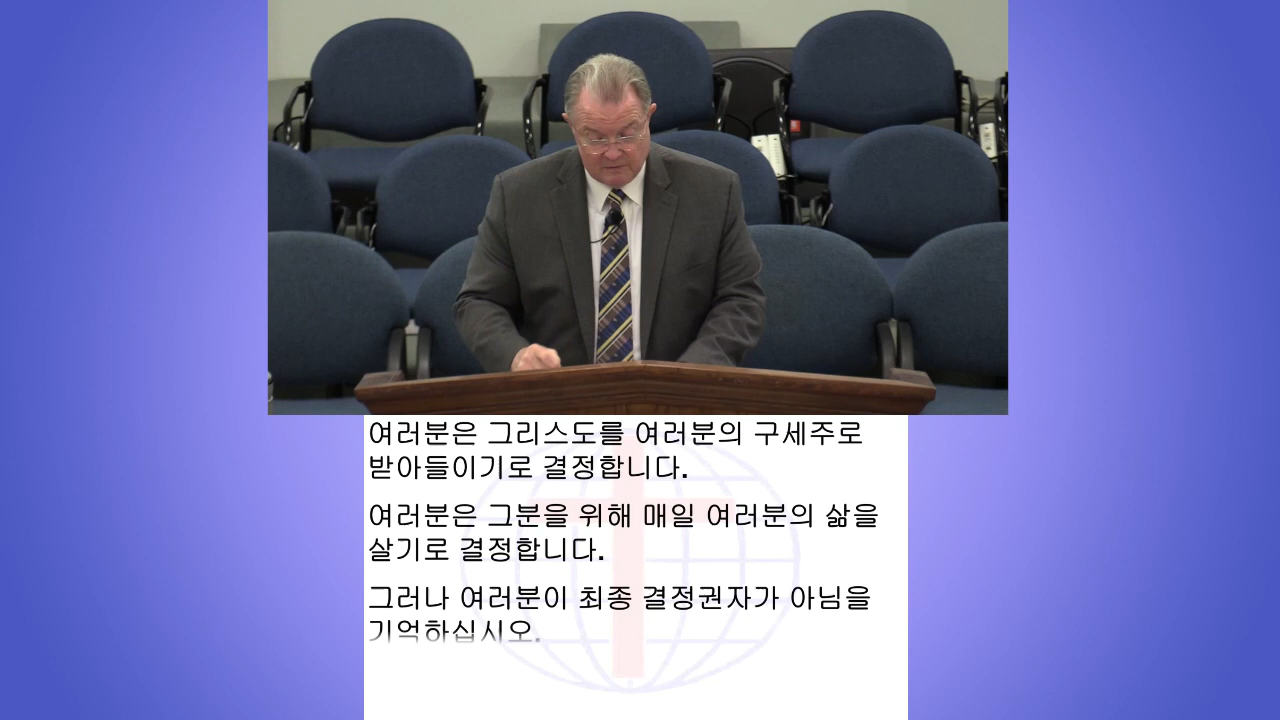 여러분은 그리스도를 여러분의 구세주로
받아들이기로 결정합니다.
여러분은 그분을 위해 매일 여러분의 삶을
살기로 결정합니다.
그러나 여러분이 최종 결정권자가 아님을
기억하십시오.